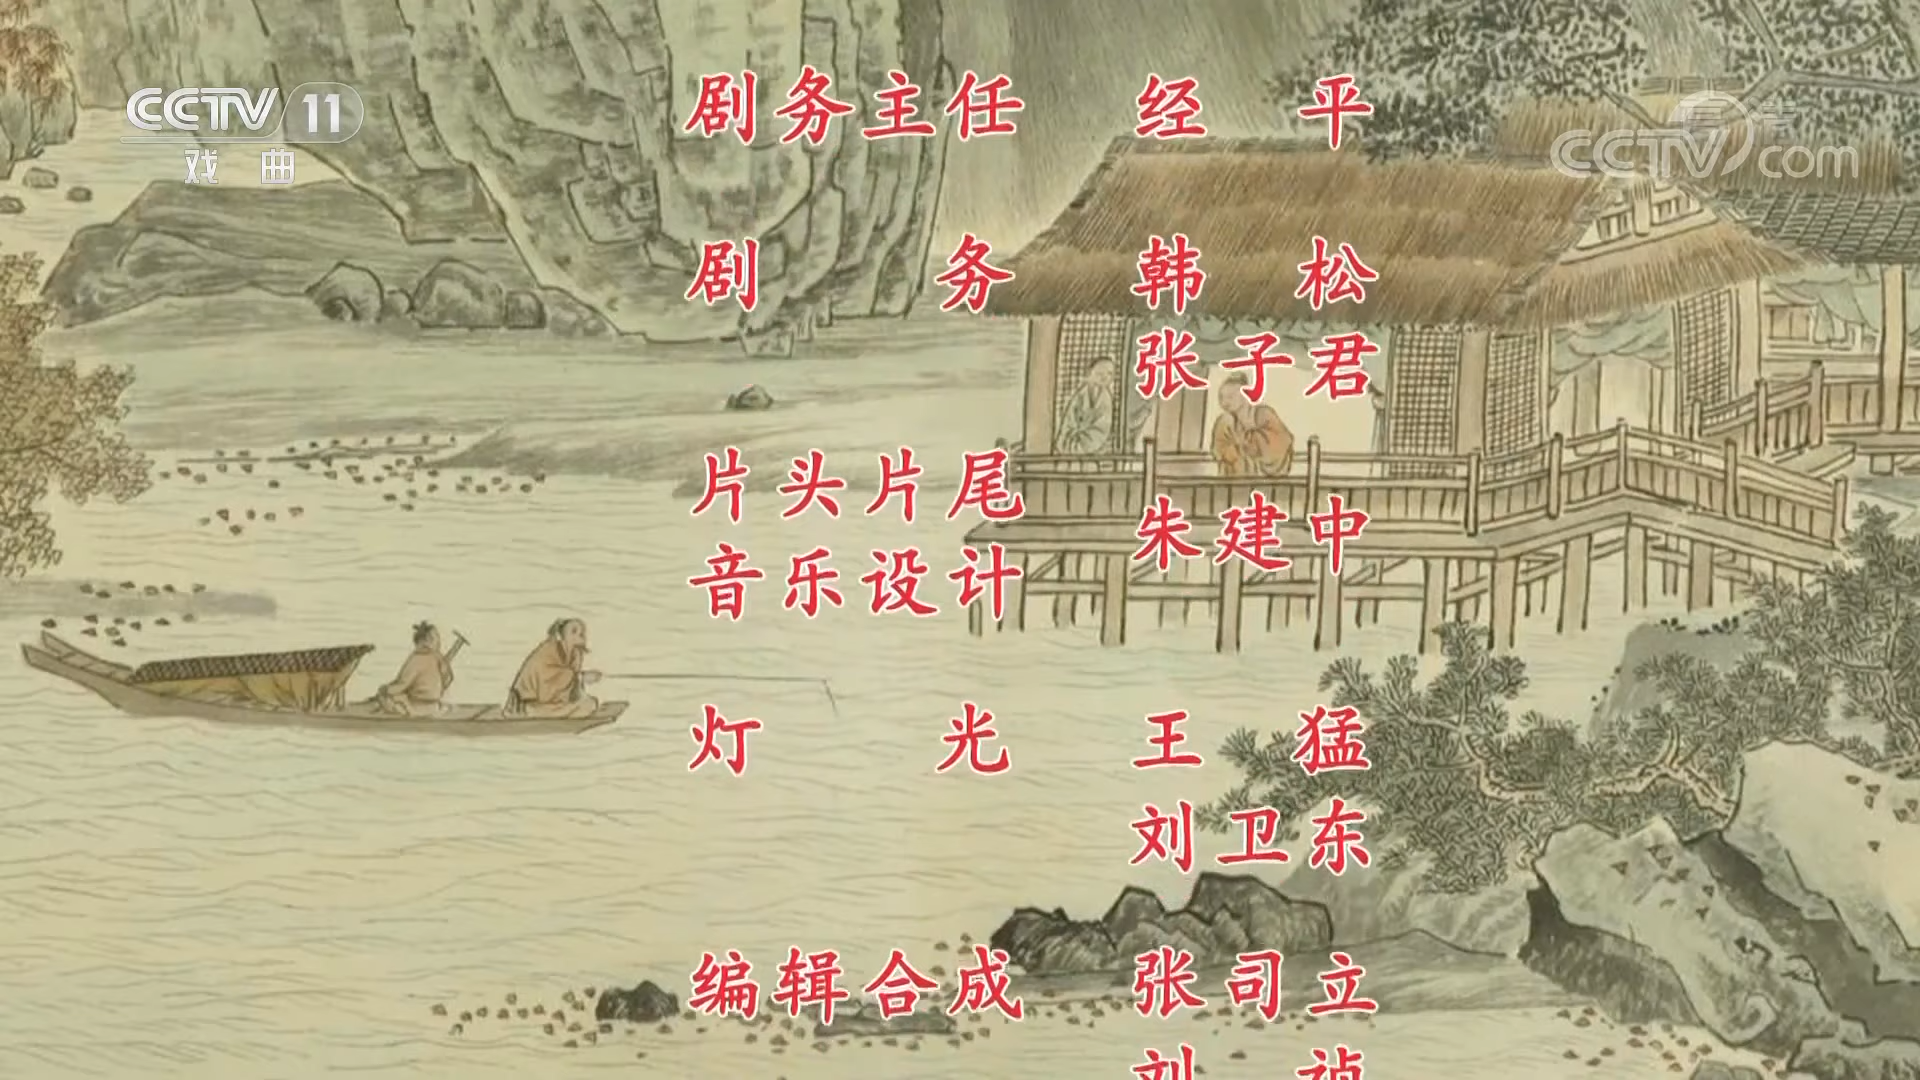 CCTV 11
戏曲
CCTV com
剧务主任 经平
剧务 韩松
张子君
片头片尾
音乐设计 朱建中
灯光 王猛
刘卫东
编辑合成 张司立
刘祯